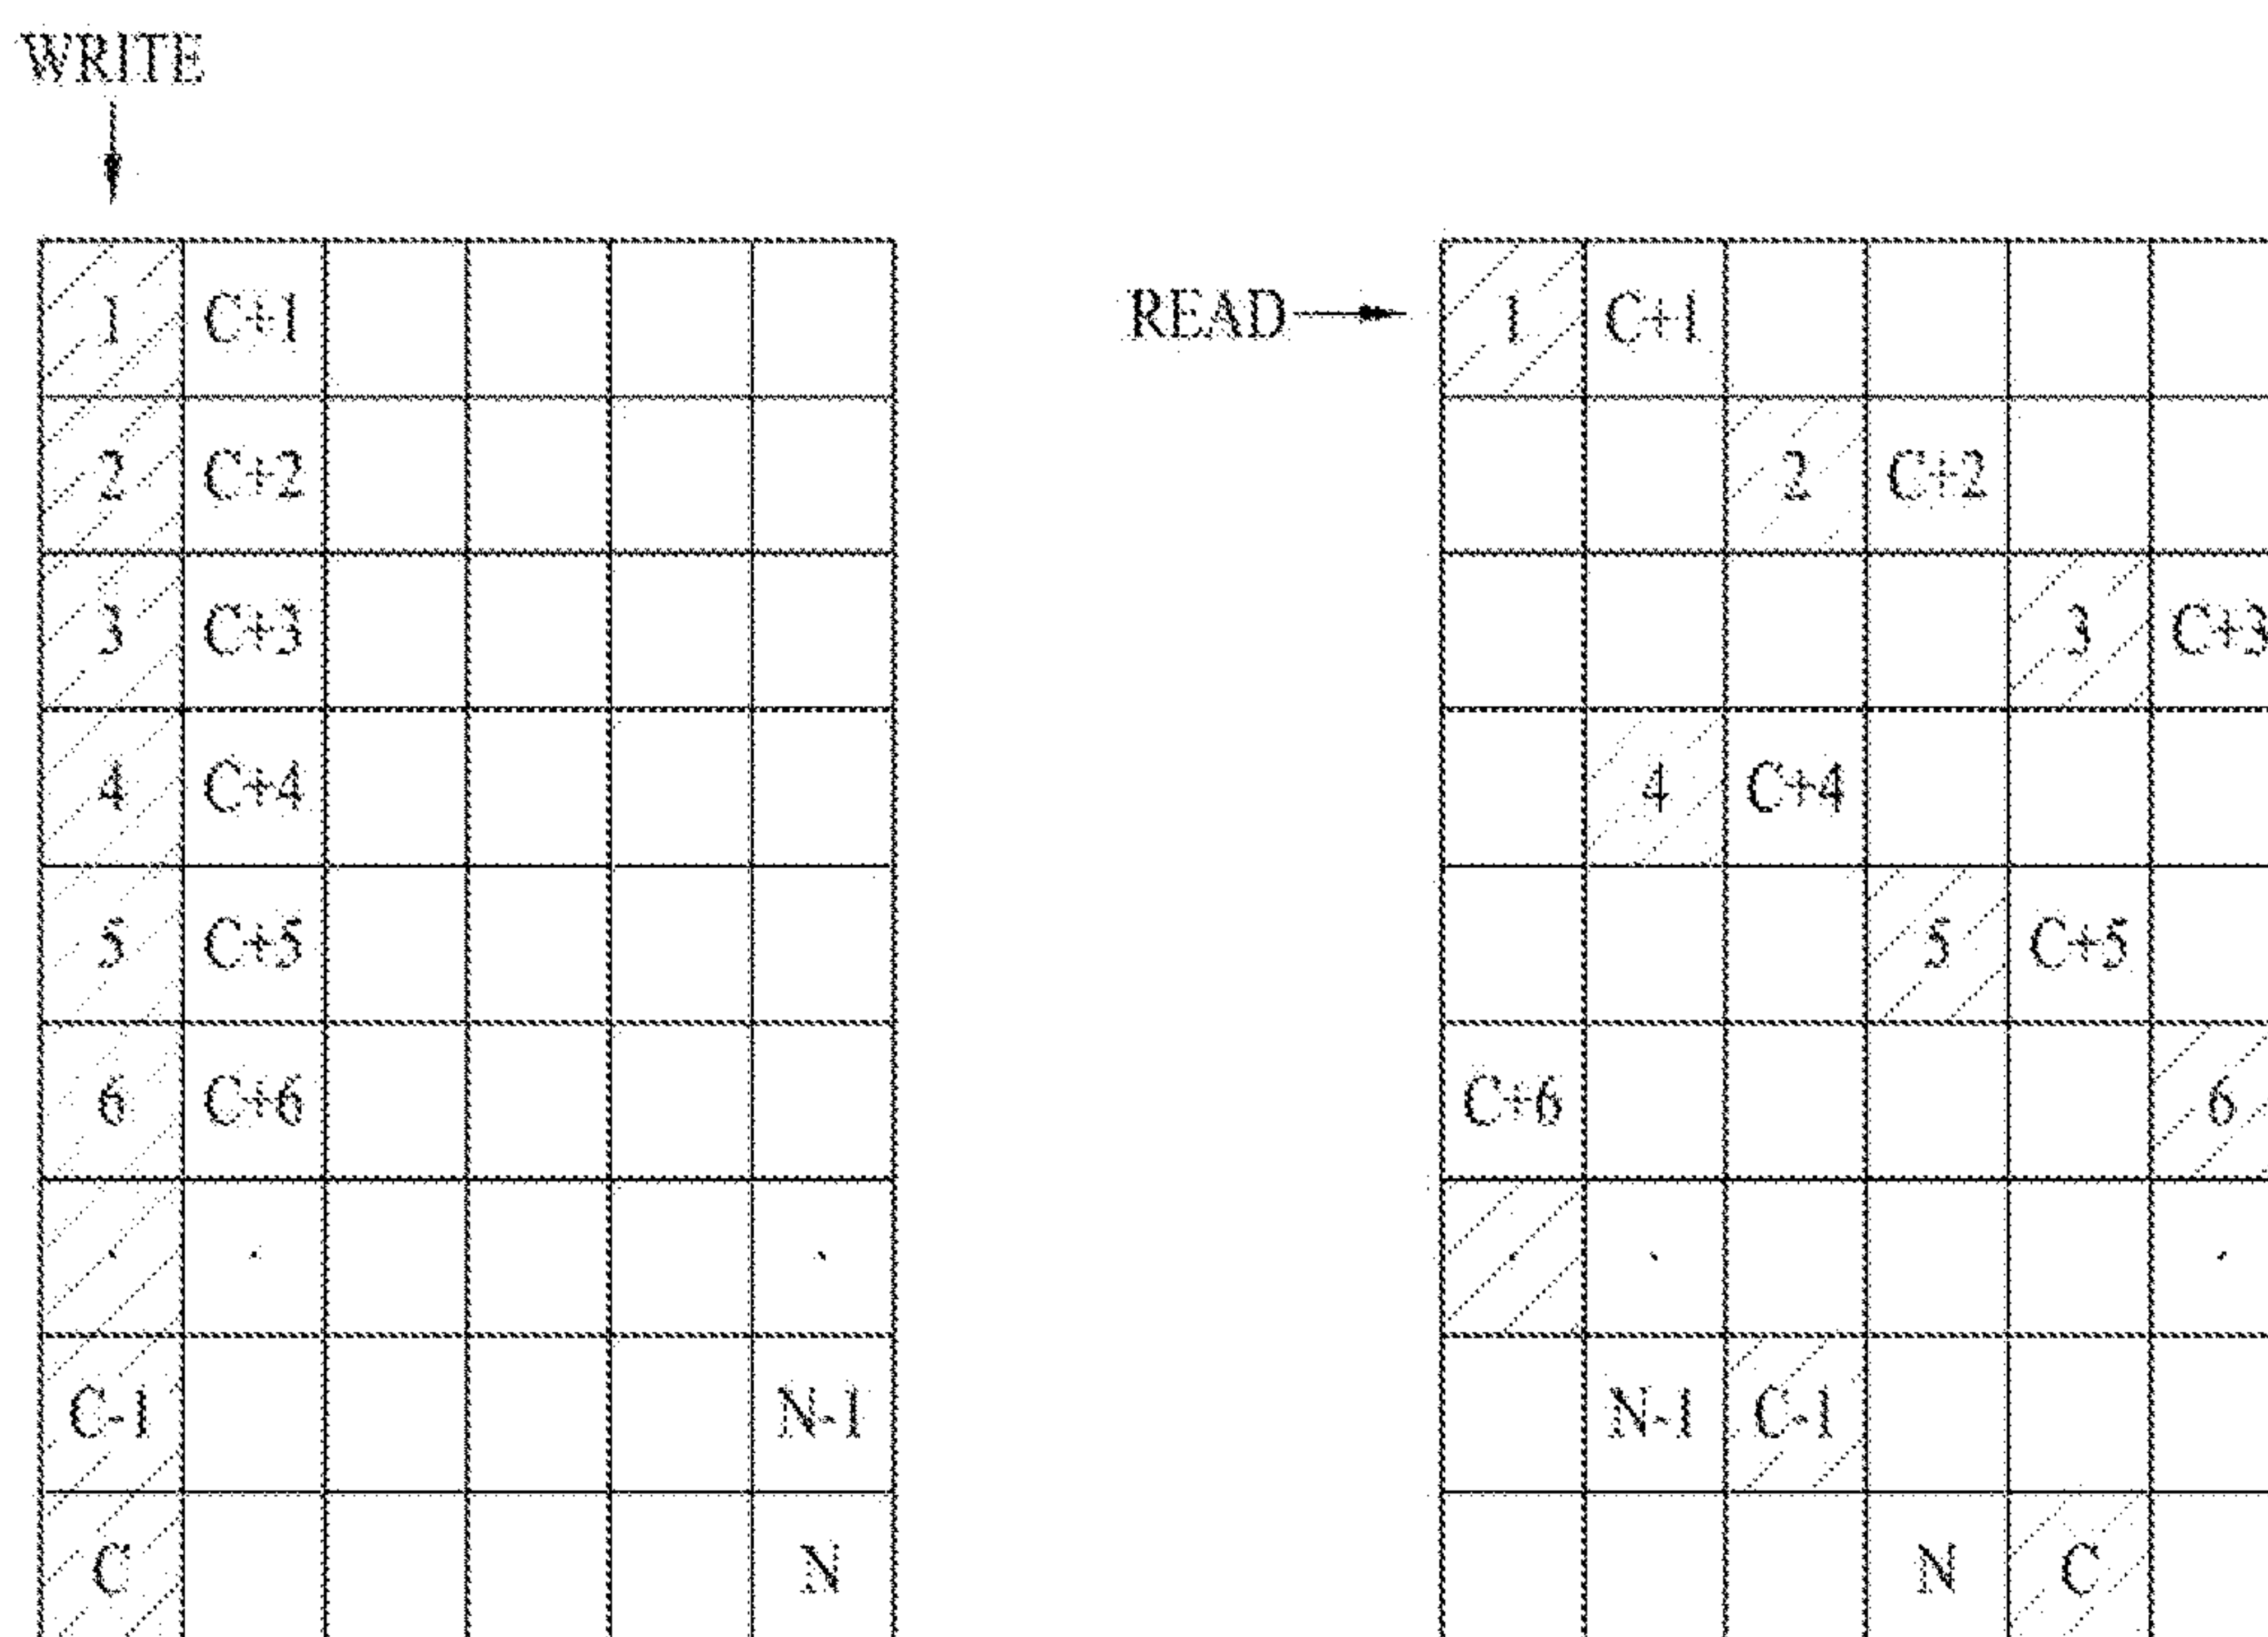 WRITE
1 C+1
2 C+2
3 C+3
4 C+4
5 C+5
6 C+6
. . .
C-1 N-1
C N
READ
1 C+1
2 C+2
3 C+3
4 C+4
5 C+5
C+6 6
. . .
N-1 C-1
N C